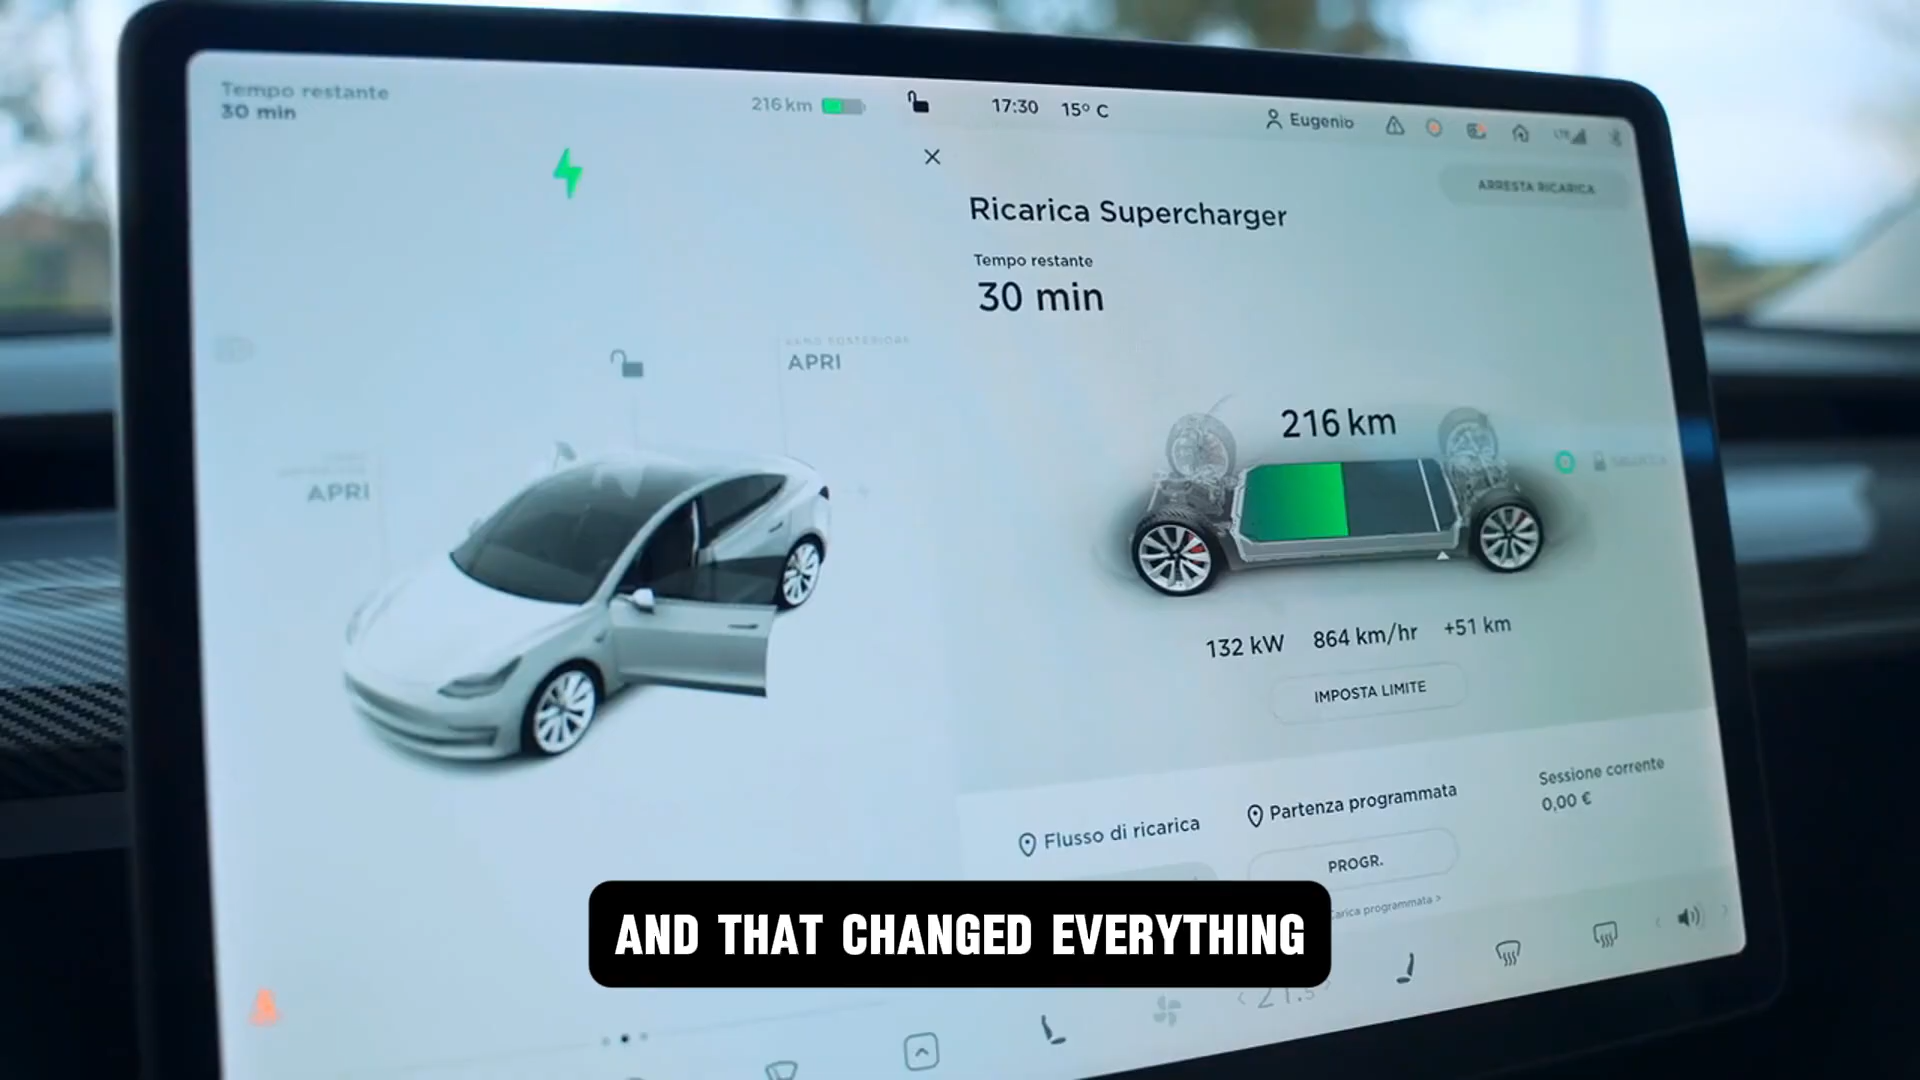 Tempo restante
30 min
216 km
17:30
15° C
Eugenio
LTE
ARRESTA RICARICA
Ricarica Supercharger
Tempo restante
30 min
APRI
APRI
216 km
132 kW
864 km/hr
+51 km
IMPOSTA LIMITE
Flusso di ricarica
Partenza programmata
Sessione corrente
0,00 €
PROGR.
programmata >
AND THAT CHANGED EVERYTHING